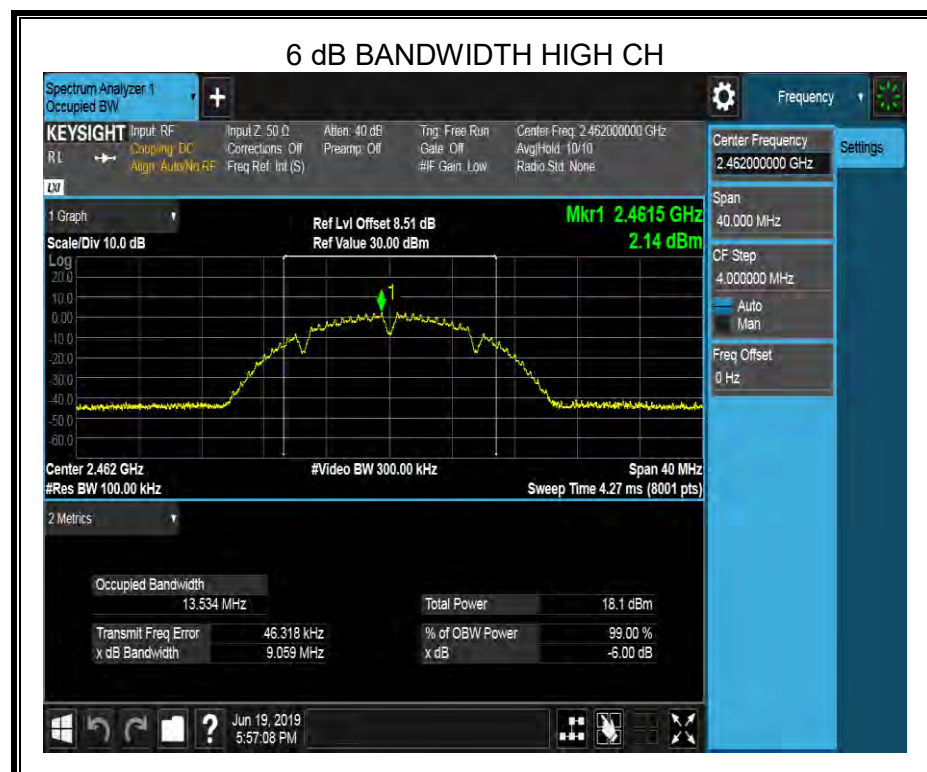 6 dB BANDWIDTH HIGH CH
Spectrum Analyzer 1
Occupied BW
+
Frequency
KEYSIGHT Input: RF Input Z: 50 Ω Atten: 40 dB Trig: Free Run Center Freq: 2.462000000 GHz
RL Coupling: DC Corrections: Off Preamp: Off Gate: Off Avg|Hold: 10/10
Align: Auto/No RF Freq Ref: Int (S) #IF Gain: Low Radio Std: None
LXI
Center Frequency
2.462000000 GHz
Settings
Span
40.000 MHz
CF Step
4.000000 MHz
Auto
Man
Freq Offset
0 Hz
1 Graph
Ref Lvl Offset 8.51 dB
Mkr1 2.4615 GHz
Scale/Div 10.0 dB
Ref Value 30.00 dBm
2.14 dBm
Log
20.0
10.0
0.00
-10.0
-20.0
-30.0
-40.0
-50.0
-60.0
1
Center 2.462 GHz #Video BW 300.00 kHz Span 40 MHz
#Res BW 100.00 kHz Sweep Time 4.27 ms (8001 pts)
2 Metrics
Occupied Bandwidth
13.534 MHz Total Power 18.1 dBm
Transmit Freq Error 46.318 kHz % of OBW Power 99.00 %
x dB Bandwidth 9.059 MHz x dB -6.00 dB
?
Jun 19, 2019
5:57:08 PM